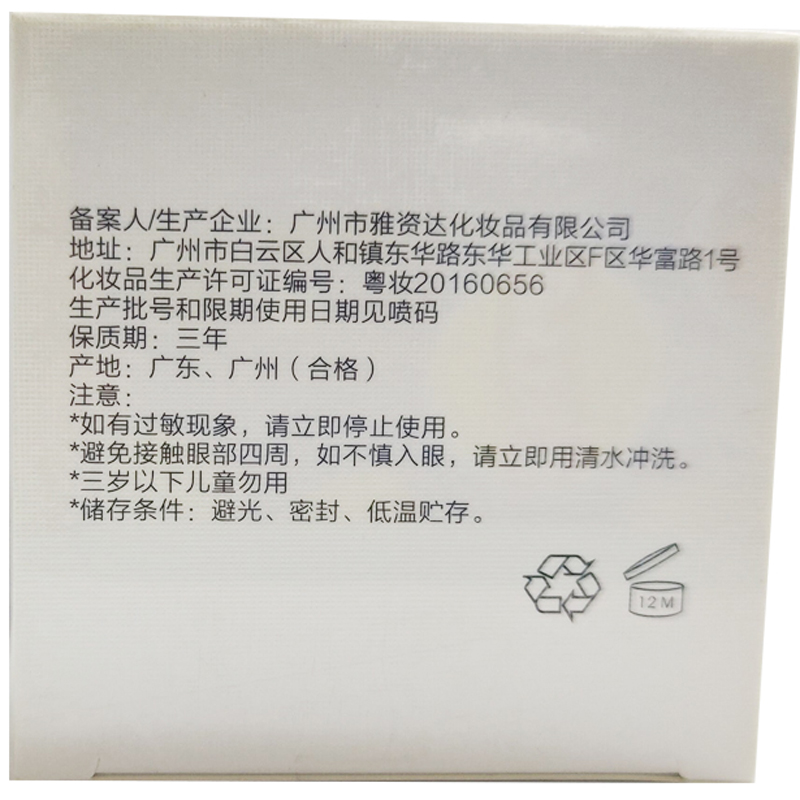 备案人/生产企业：广州市雅资达化妆品有限公司
地址：广州市白云区人和镇东华路东华工业区F区华富路1号
化妆品生产许可证编号：粤妆20160656
生产批号和限期使用日期见喷码
保质期：三年
产地：广东、广州（合格）
注意：
*如有过敏现象，请立即停止使用。
*避免接触眼部四周，如不慎入眼，请立即用清水冲洗。
*三岁以下儿童勿用
*储存条件：避光、密封、低温贮存。
12M